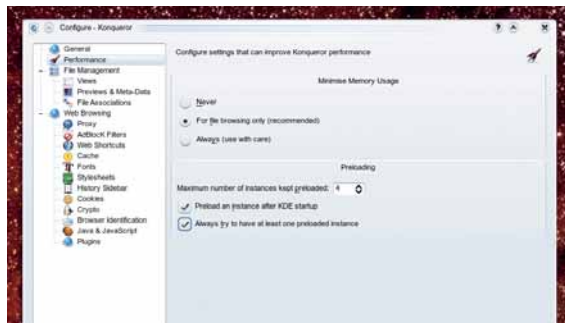 Configure - Konqueror
General
Performance
File Management
Views
Previews & Meta-Data
File Associations
Web Browsing
Proxy
AdBlocK Filters
Web Shortcuts
Cache
Fonts
Stylesheets
History Sidebar
Cookies
Crypto
Browser Identification
Java & JavaScript
Plugins
Configure settings that can improve Konqueror performance
Minimise Memory Usage
Never
For file browsing only (recommended)
Always (use with care)
Preloading
Maximum number of instances kept preloaded: 4
Preload an instance after KDE startup
Always try to have at least one preloaded instance